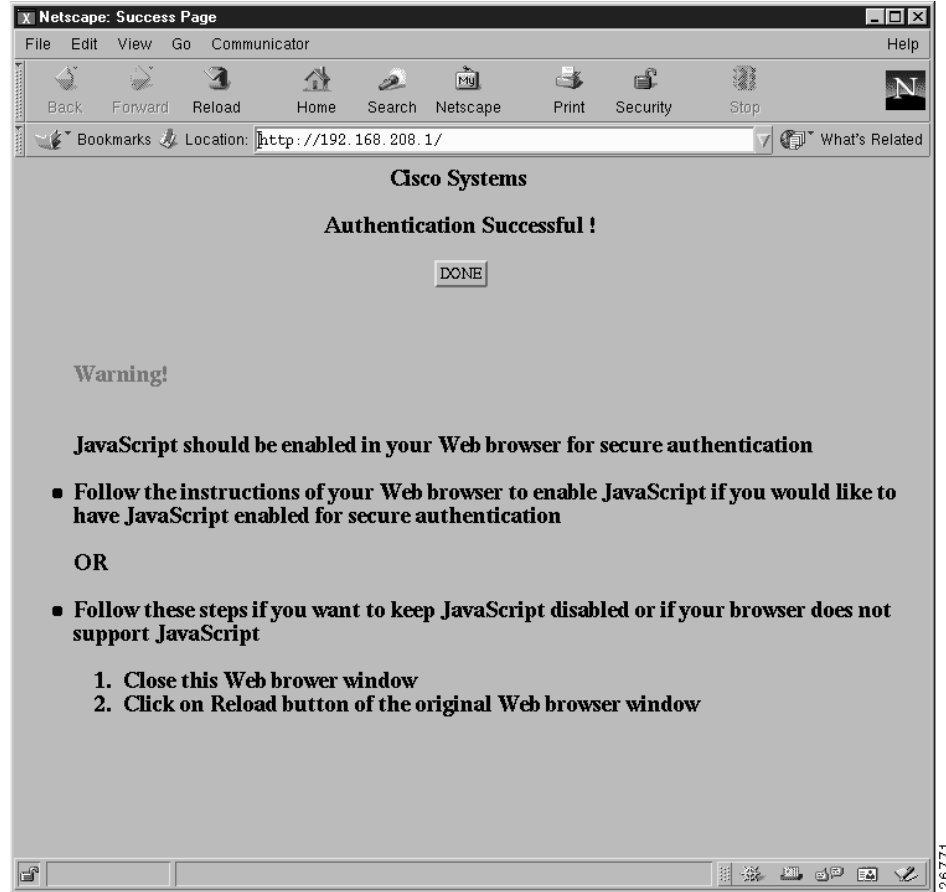 Netscape: Success Page
File Edit View Go Communicator Help
Back Forward Reload Home Search Netscape Print Security Stop
My
N
Bookmarks Location: http://192.168.208.1/ What's Related
Cisco Systems
Authentication Successful !
DONE
Warning!
JavaScript should be enabled in your Web browser for secure authentication
Follow the instructions of your Web browser to enable JavaScript if you would like to
have JavaScript enabled for secure authentication
OR
Follow these steps if you want to keep JavaScript disabled or if your browser does not
support JavaScript
1. Close this Web brower window
2. Click on Reload button of the original Web browser window
26771